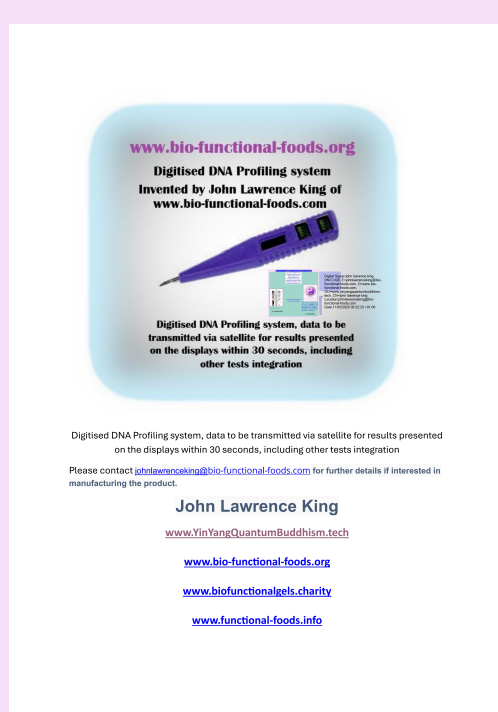 www.bio-functional-foods.org
Digitised DNA Profiling system
Invented by John Lawrence King of
www.bio-functional-foods.com
Digitised DNA Profiling system, data to be
transmitted via satellite for results presented
on the displays within 30 seconds, including
other tests integration
Digitised DNA Profiling system, data to be transmitted via satellite for results presented
on the displays within 30 seconds, including other tests integration
Please contact johnlawrenceking@bio-functional-foods.com for further details if interested in
manufacturing the product.
John Lawrence King
www.YinYangQuantumBuddhism.tech
www.bio-functional-foods.org
www.biofunctionalgels.charity
www.functional-foods.info